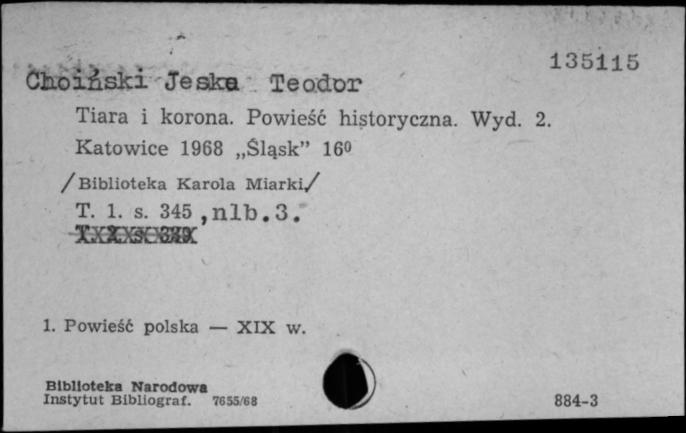 135115
Choiński Jeske Teodor
Tiara i korona. Powieść historyczna. Wyd. 2.
Katowice 1968 „Śląsk” 16⁰
/Biblioteka Karola Miarki/
T. 1. s. 345, nlb. 3.
1. Powieść polska — XIX w.
Biblioteka Narodowa
Instytut Bibliograf. 7655/68
884-3